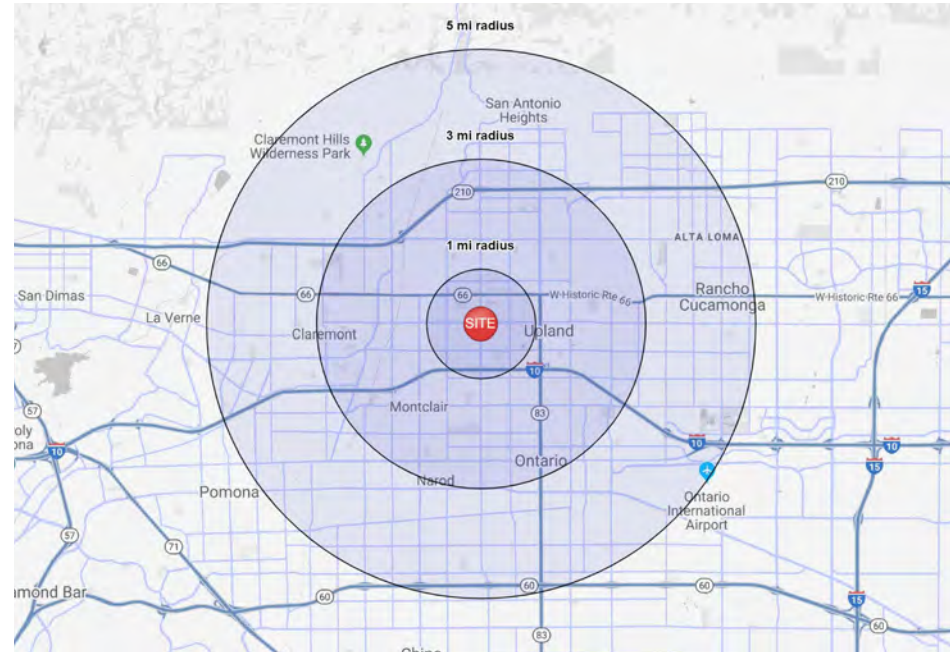 5 mi radius
San Antonio
Heights
3 mi radius
Claremont Hills
Wilderness Park
210
210
ALTA LOMA
1 mi radius
66
San Dimas
66
66
W Historic Rte 66
Rancho
Cucamonga
W Historic Rte 66
15
La Verne
Claremont
SITE
Upland
10
57
Montclair
83
10
10
10
15
Ontario
Narod
Pomona
Ontario
International
Airport
57
71
60
60
60
15
60
83